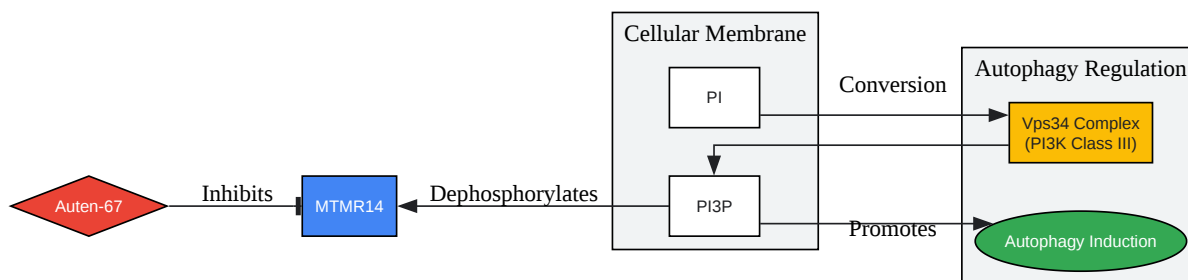 Cellular Membrane
PI
Conversion
Autophagy Regulation
Vps34 Complex
(PI3K Class III)
Auten-67
Inhibits
MTMR14
Dephosphorylates
PI3P
Promotes
Autophagy Induction